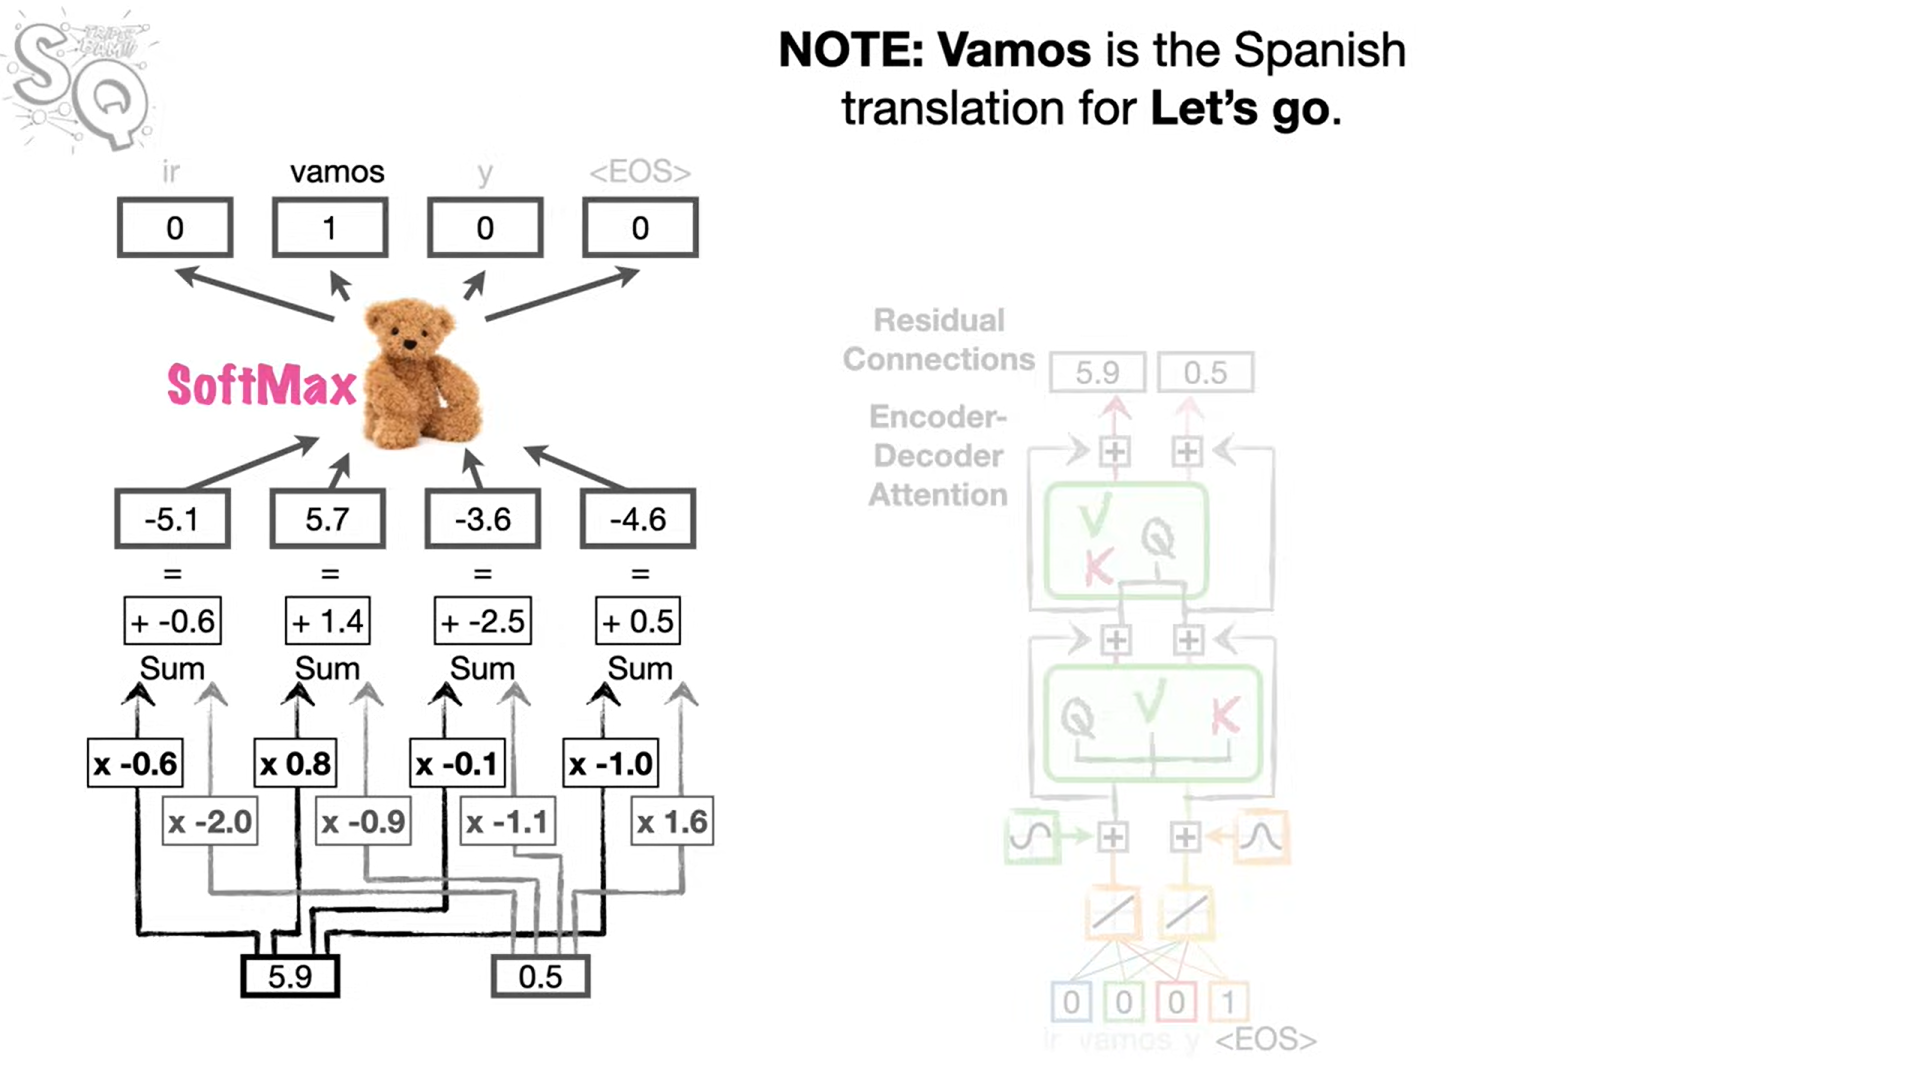 SQ
TRIPLE BAM!!!
NOTE: Vamos is the Spanish
translation for Let's go.
ir vamos y <EOS>
0 1 0 0
SoftMax
-5.1 5.7 -3.6 -4.6
= = = =
+ -0.6 + 1.4 + -2.5 + 0.5
Sum Sum Sum Sum
x -0.6 x 0.8 x -0.1 x -1.0
x -2.0 x -0.9 x -1.1 x 1.6
5.9 0.5
Residual
Connections
5.9 0.5
Encoder-
Decoder
Attention
+ +
V Q
K
+ +
Q V K
+ +
0 0 0 1
ir vamos y <EOS>